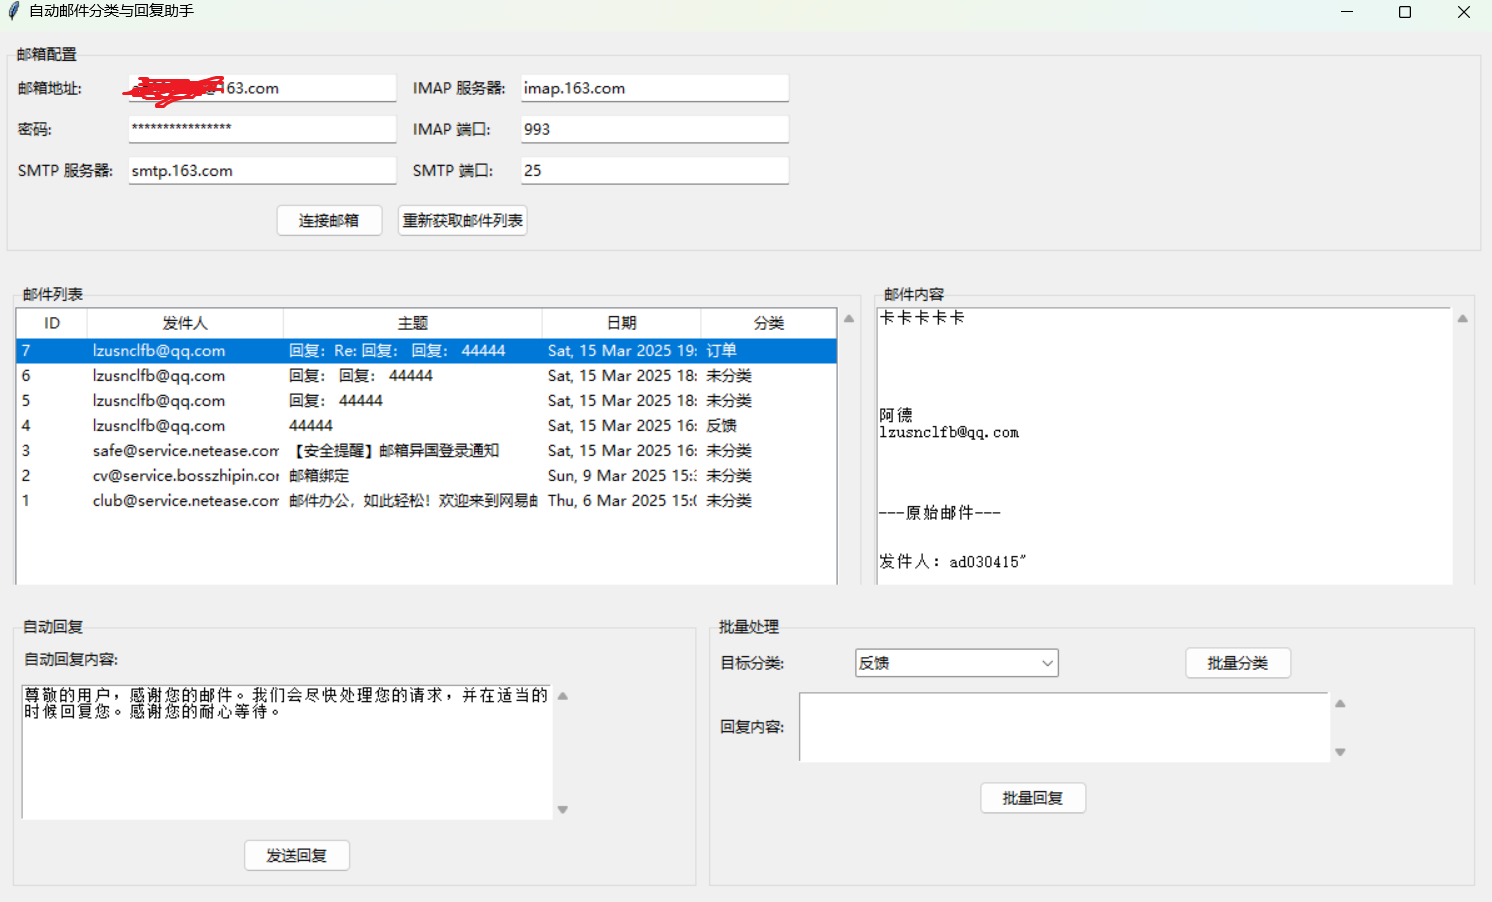 自动邮件分类与回复助手
邮箱配置
邮箱地址: 163.com IMAP 服务器: imap.163.com
密码: **************** IMAP 端口: 993
SMTP 服务器: smtp.163.com SMTP 端口: 25
连接邮箱 重新获取邮件列表
邮件列表
ID 发件人 主题 日期 分类
7 lzusnclfb@qq.com 回复：Re: 回复： 回复： 44444 Sat, 15 Mar 2025 19: 订单
6 lzusnclfb@qq.com 回复： 回复： 44444 Sat, 15 Mar 2025 18: 未分类
5 lzusnclfb@qq.com 回复： 44444 Sat, 15 Mar 2025 18: 未分类
4 lzusnclfb@qq.com 44444 Sat, 15 Mar 2025 16: 反馈
3 safe@service.netease.com 【安全提醒】邮箱异国登录通知 Sat, 15 Mar 2025 16: 未分类
2 cv@service.bosszhipin.cor 邮箱绑定 Sun, 9 Mar 2025 15: 未分类
1 club@service.netease.com 邮件办公，如此轻松！欢迎来到网易 Thu, 6 Mar 2025 15: 未分类
邮件内容
卡卡卡卡卡
阿德
lzusnclfb@qq.com
---原始邮件---
发件人：ad030415"
自动回复
自动回复内容:
尊敬的用户，感谢您的邮件。我们会尽快处理您的请求，并在适当的
时候回复您。感谢您的耐心等待。
发送回复
批量处理
目标分类: 反馈 批量分类
回复内容:
批量回复